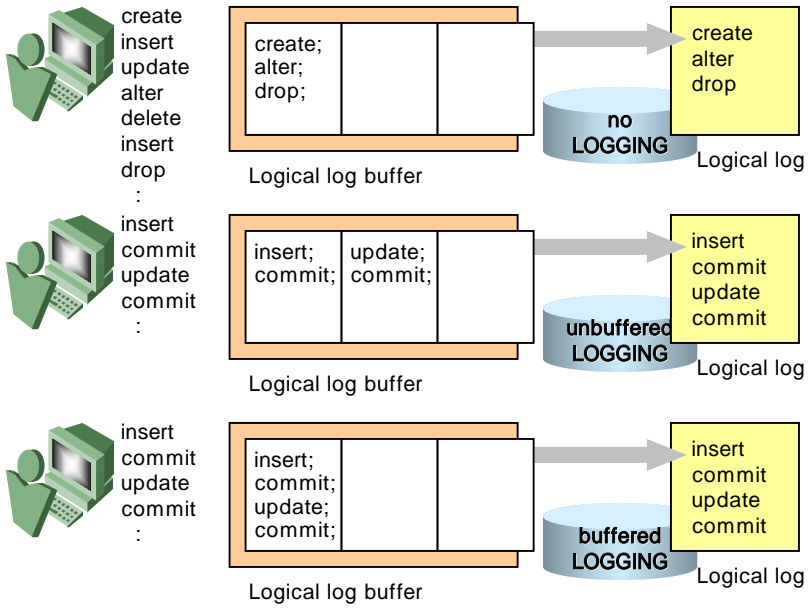 create
insert
update
alter
delete
insert
drop
:
create;
alter;
drop;
Logical log buffer
no
LOGGING
create
alter
drop
Logical log
insert
commit
update
commit
:
insert;
commit;
update;
commit;
Logical log buffer
unbuffered
LOGGING
insert
commit
update
commit
Logical log
insert
commit
update
commit
:
insert;
commit;
update;
commit;
Logical log buffer
buffered
LOGGING
insert
commit
update
commit
Logical log